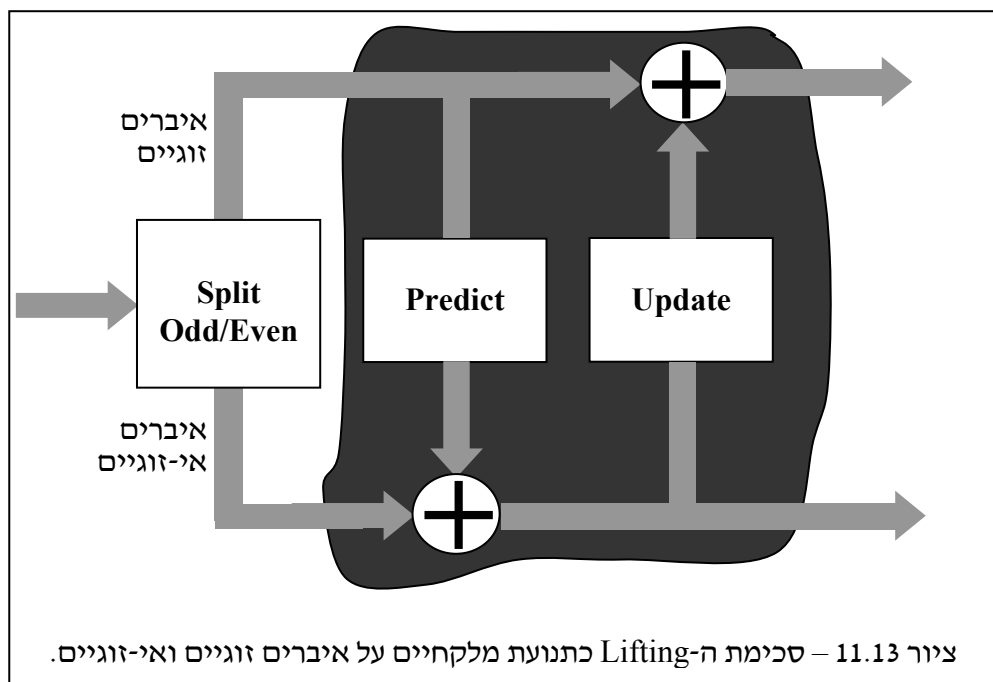 איברים
זוגיים
Split
Odd/Even
Predict
Update
איברים
אי-זוגיים
ציור 11.13 – סכימת ה-Lifting כתנועת מלקחיים על איברים זוגיים ואי-זוגיים.